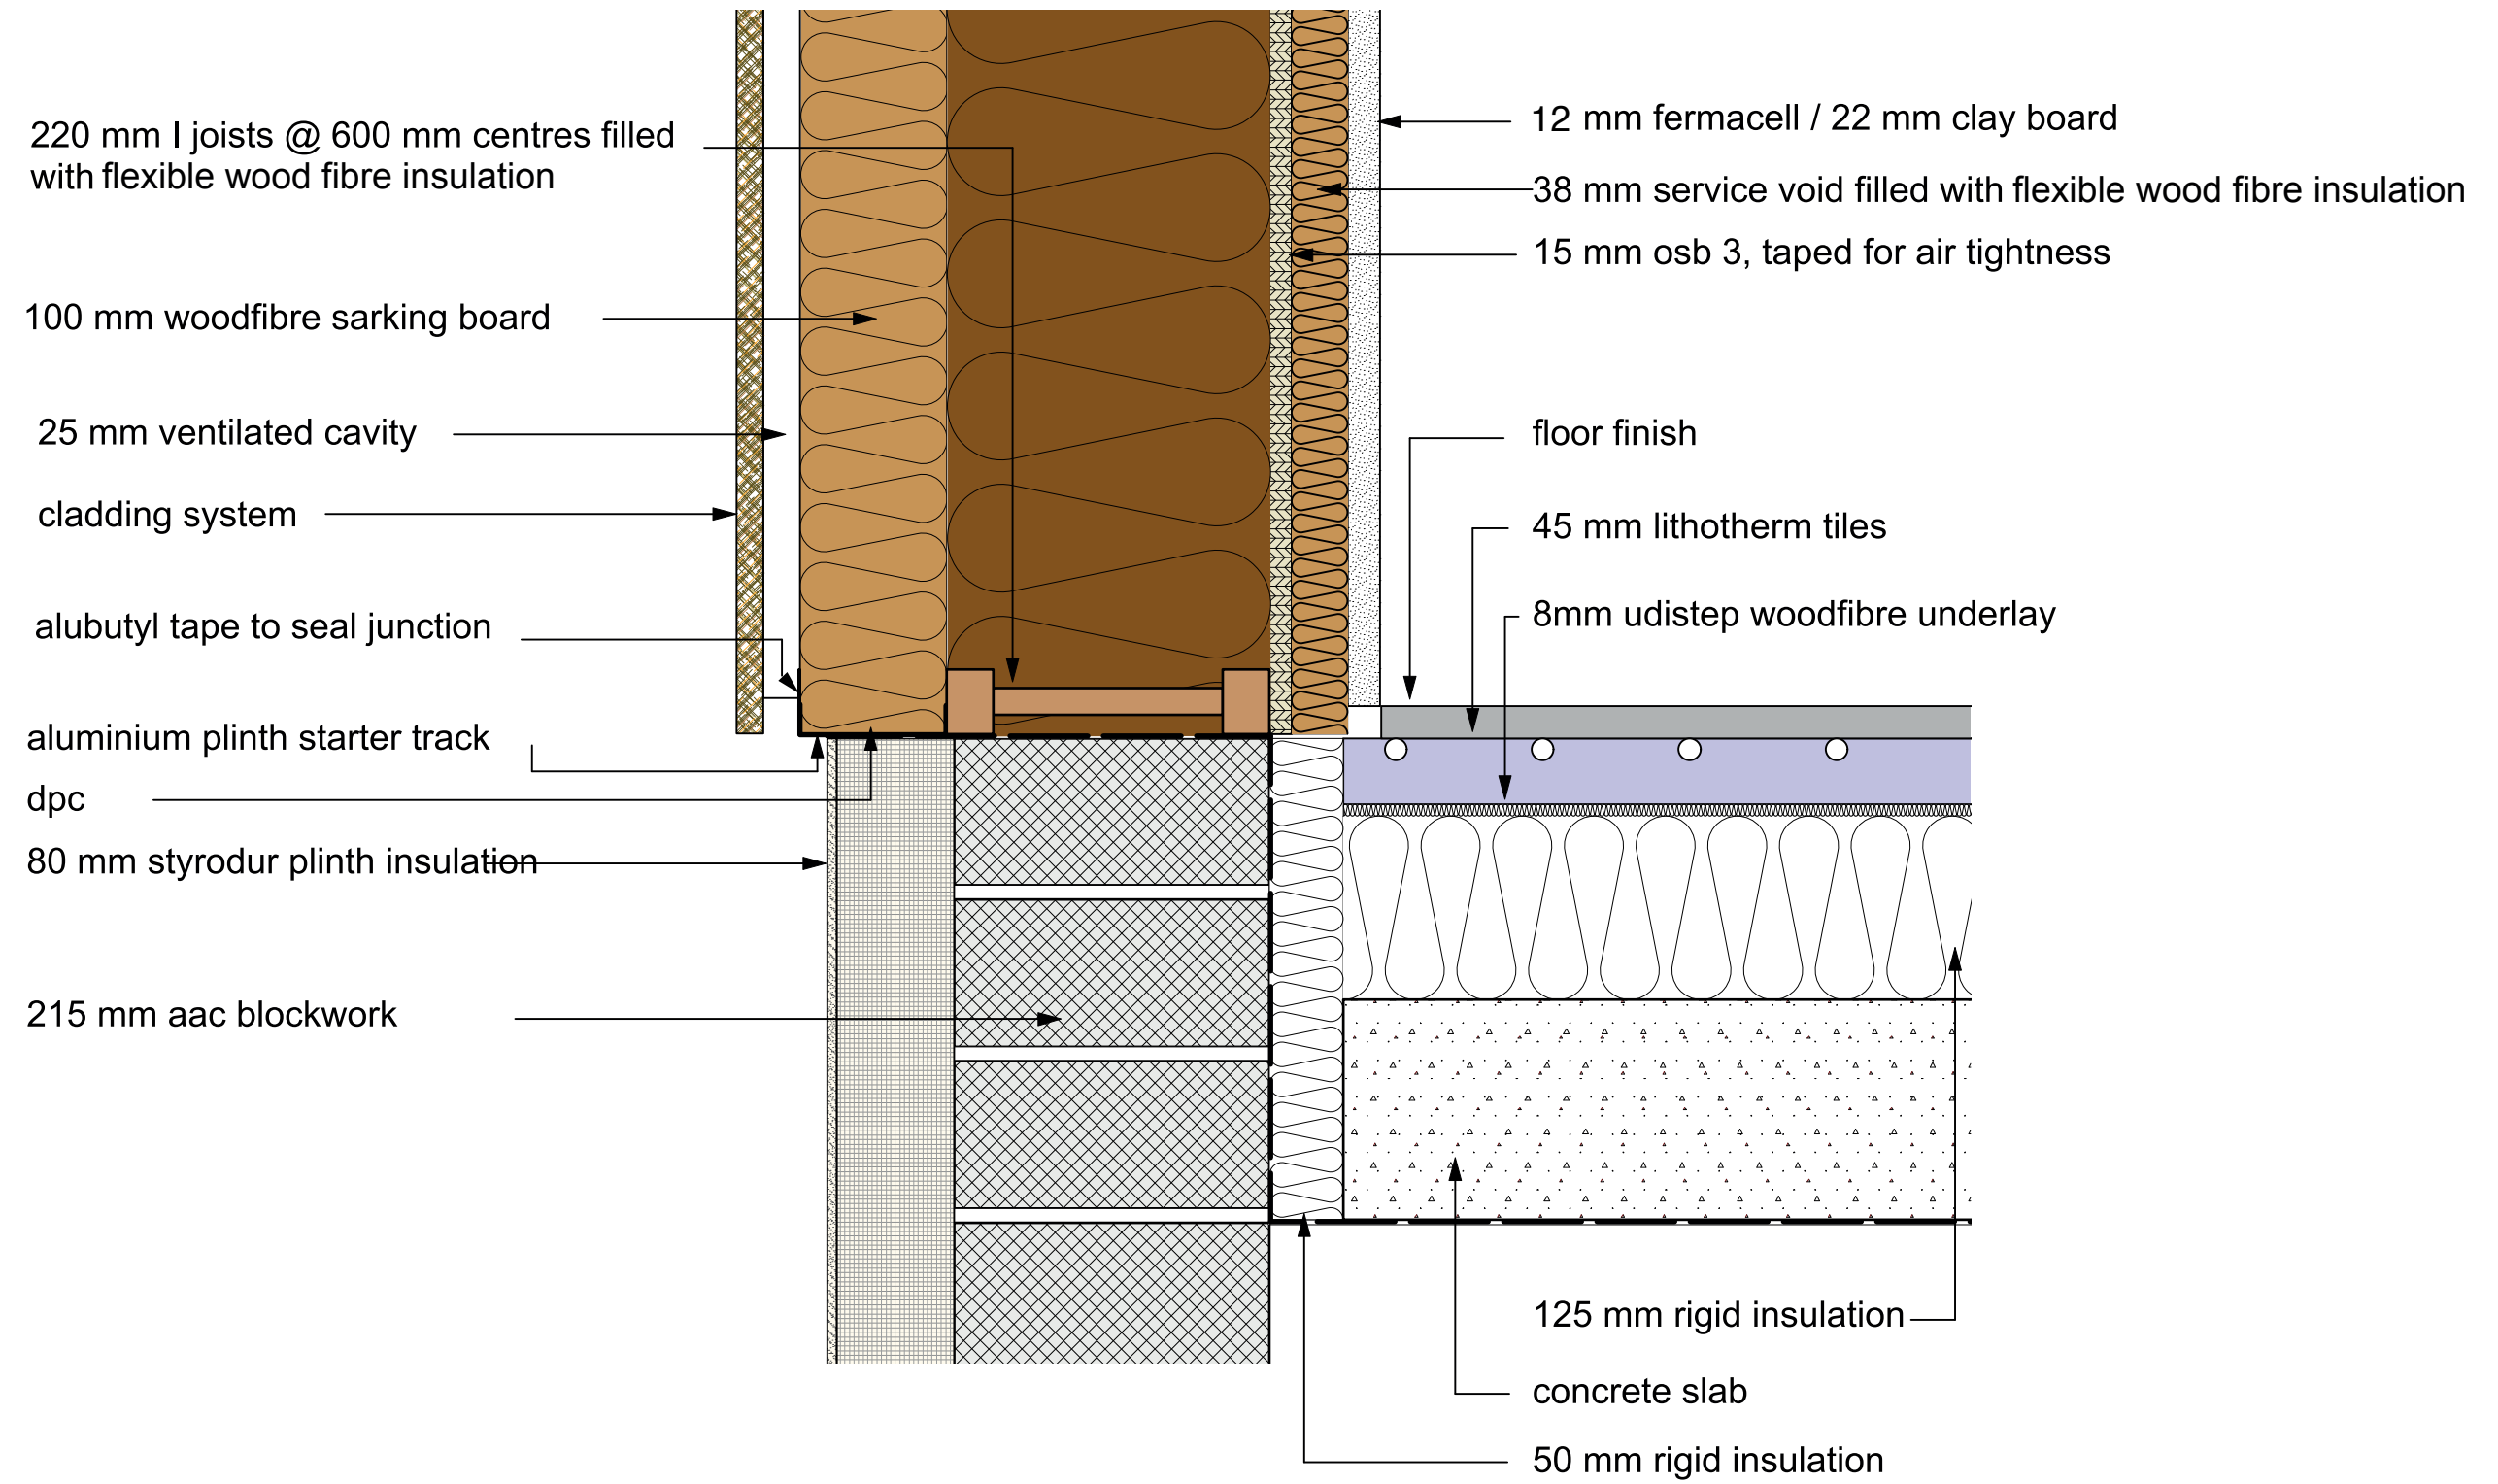 220 mm I joists @ 600 mm centres filled
with flexible wood fibre insulation
100 mm woodfibre sarking board
25 mm ventilated cavity
cladding system
alubutyl tape to seal junction
aluminium plinth starter track
dpc
80 mm styrodur plinth insulation
215 mm aac blockwork
12 mm fermacell / 22 mm clay board
38 mm service void filled with flexible wood fibre insulation
15 mm osb 3, taped for air tightness
floor finish
45 mm lithotherm tiles
8mm udistep woodfibre underlay
125 mm rigid insulation
concrete slab
50 mm rigid insulation